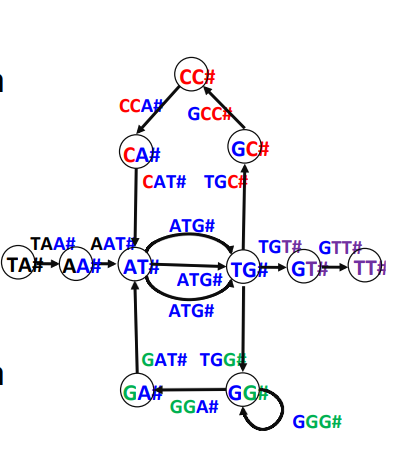 CC#
CCA# GCC#
CA# GC#
CAT# TGC#
ATG#
TAA# AAT# TGT# GTT#
TA# AA# AT# TG# GT# TT#
ATG#
ATG#
GAT# TGG#
GA# GG#
GGA#
GGG#